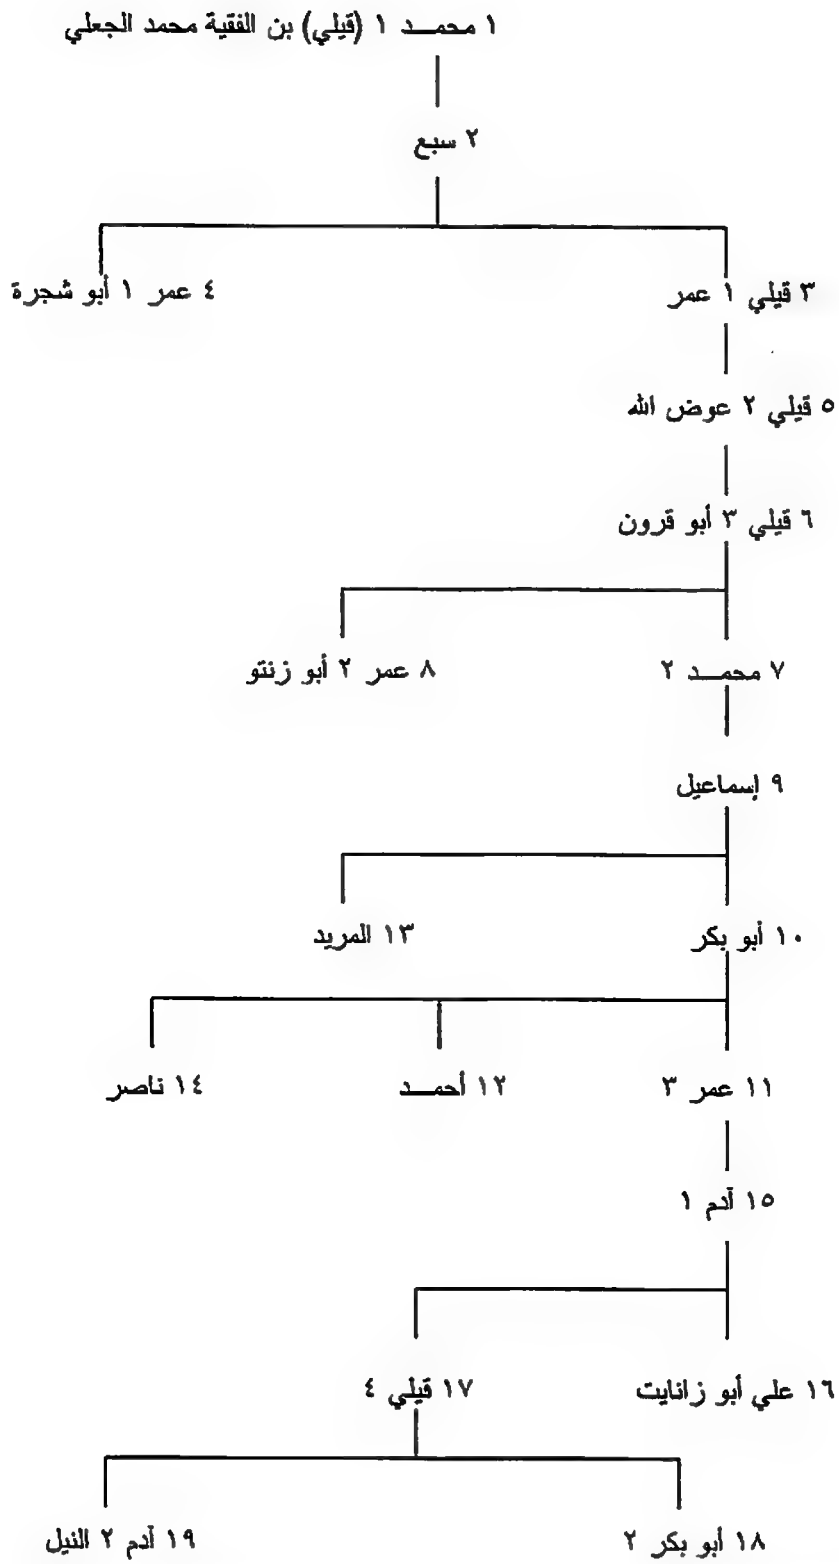 ١ محمــد ١ (قيلي) بن الفقية محمد الجعلي
٢ سبع
٣ قيلي ١ عمر
٤ عمر ١ أبو شجرة
٥ قيلي ٢ عوض الله
٦ قيلي ٣ أبو قرون
٧ محمــد ٢
٨ عمر ٢ أبو زنتو
٩ إسماعيل
١٠ أبو بكر
١٣ المريد
١١ عمر ٣
١٢ أحمــد
١٤ ناصر
١٥ آدم ١
١٦ علي أبو زانايت
١٧ قيلي ٤
١٨ أبو بكر ٢
١٩ آدم ٢ النيل